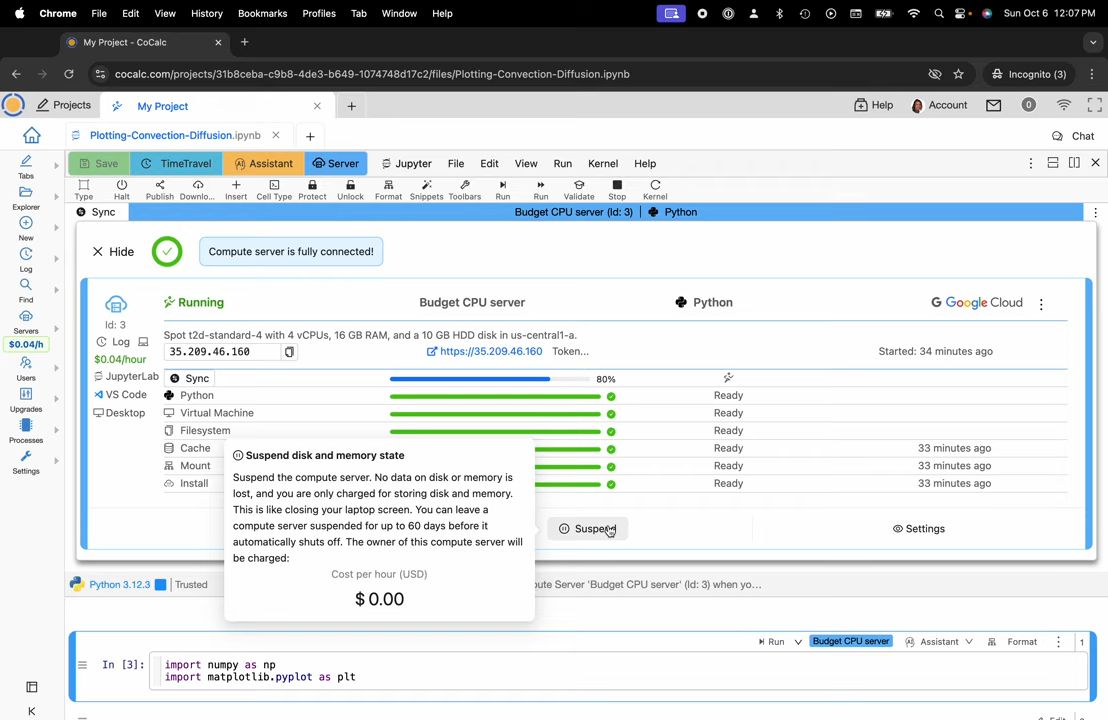 Chrome File Edit View History Bookmarks Profiles Tab Window Help Sun Oct 6 12:07 PM
My Project - CoCalc
cocalc.com/projects/31b8ceba-c9b8-4de3-b649-1074748d17c2/files/Plotting-Convection-Diffusion.ipynb Incognito (3)
Projects My Project Help Account 0
Plotting-Convection-Diffusion.ipynb Chat
Save TimeTravel Assistant Server Jupyter File Edit View Run Kernel Help
Type Halt Publish Downlo... Insert Cell Type Protect Unlock Format Snippets Toolbars Run Run Validate Stop Kernel
Sync Budget CPU server (Id: 3) Python
Tabs
Explorer
New
Log
Find
Servers
$0.04/h
Users
Upgrades
Processes
Settings
Hide Compute server is fully connected!
Running Budget CPU server Python Google Cloud
Id: 3
Log
$0.04/hour
JupyterLab
VS Code
Desktop
Spot t2d-standard-4 with 4 vCPUs, 16 GB RAM, and a 10 GB HDD disk in us-central1-a.
35.209.46.160 https://35.209.46.160 Token... Started: 34 minutes ago
Sync 80%
Python Ready
Virtual Machine Ready
Filesystem Ready
Cache Ready 33 minutes ago
Mount Ready 33 minutes ago
Install Ready 33 minutes ago
Suspend Settings
Suspend disk and memory state
Suspend the compute server. No data on disk or memory is
lost, and you are only charged for storing disk and memory.
This is like closing your laptop screen. You can leave a
compute server suspended for up to 60 days before it
automatically shuts off. The owner of this compute server will
be charged:
Cost per hour (USD)
$0.00
Python 3.12.3 Trusted Server 'Budget CPU server' (Id: 3) when yo...
Run Budget CPU server Assistant Format 1
In [3]: import numpy as np
import matplotlib.pyplot as plt
K